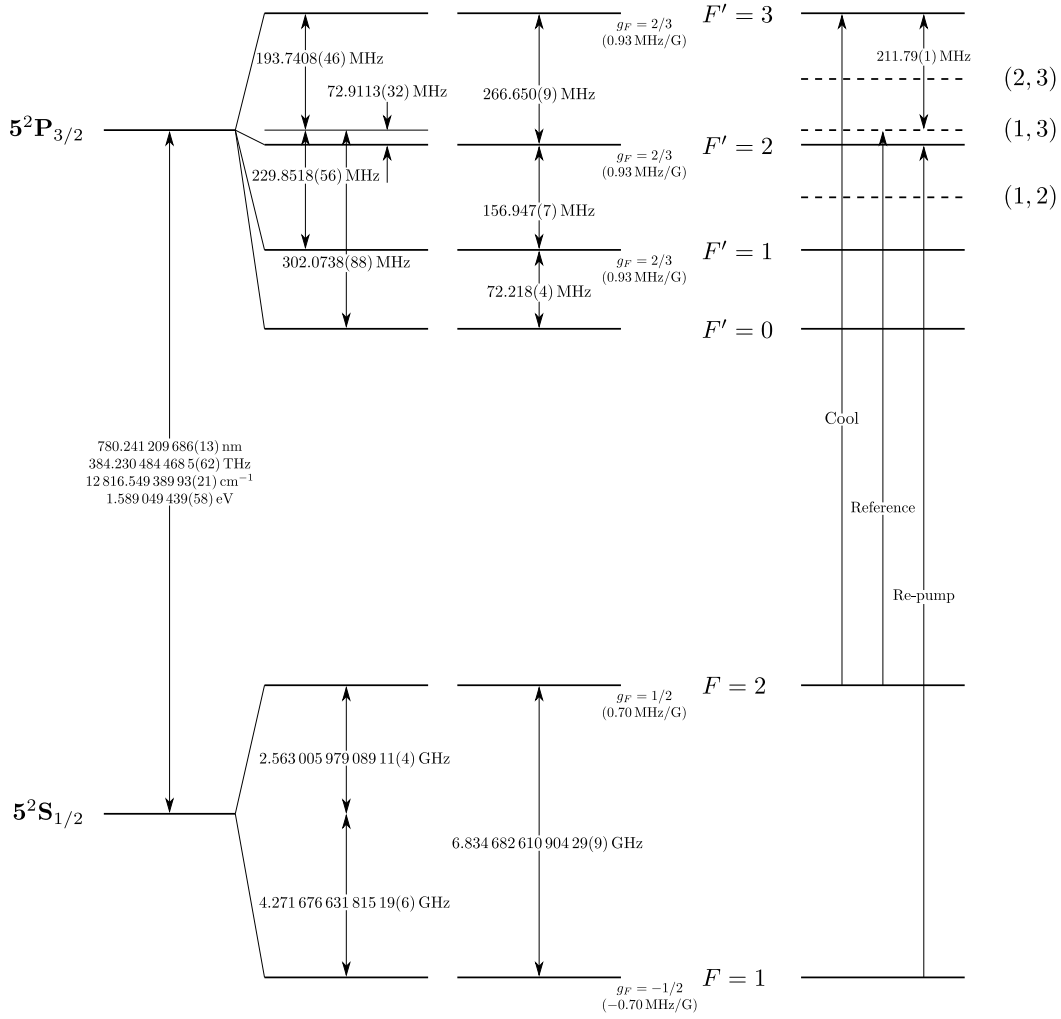 F′ = 3
g_F = 2/3
(0.93 MHz/G)
193.7408(46) MHz
211.79(1) MHz
(2, 3)
72.9113(32) MHz
266.650(9) MHz
5²P₃/₂
(1, 3)
F′ = 2
g_F = 2/3
(0.93 MHz/G)
229.8518(56) MHz
(1, 2)
156.947(7) MHz
F′ = 1
g_F = 2/3
(0.93 MHz/G)
302.0738(88) MHz
72.218(4) MHz
F′ = 0
Cool
780.241 209 686(13) nm
384.230 484 468 5(62) THz
12 816.549 389 93(21) cm⁻¹
1.589 049 439(58) eV
Reference
Re-pump
F = 2
g_F = 1/2
(0.70 MHz/G)
2.563 005 979 089 11(4) GHz
5²S₁/₂
6.834 682 610 904 29(9) GHz
4.271 676 631 815 19(6) GHz
F = 1
g_F = −1/2
(−0.70 MHz/G)